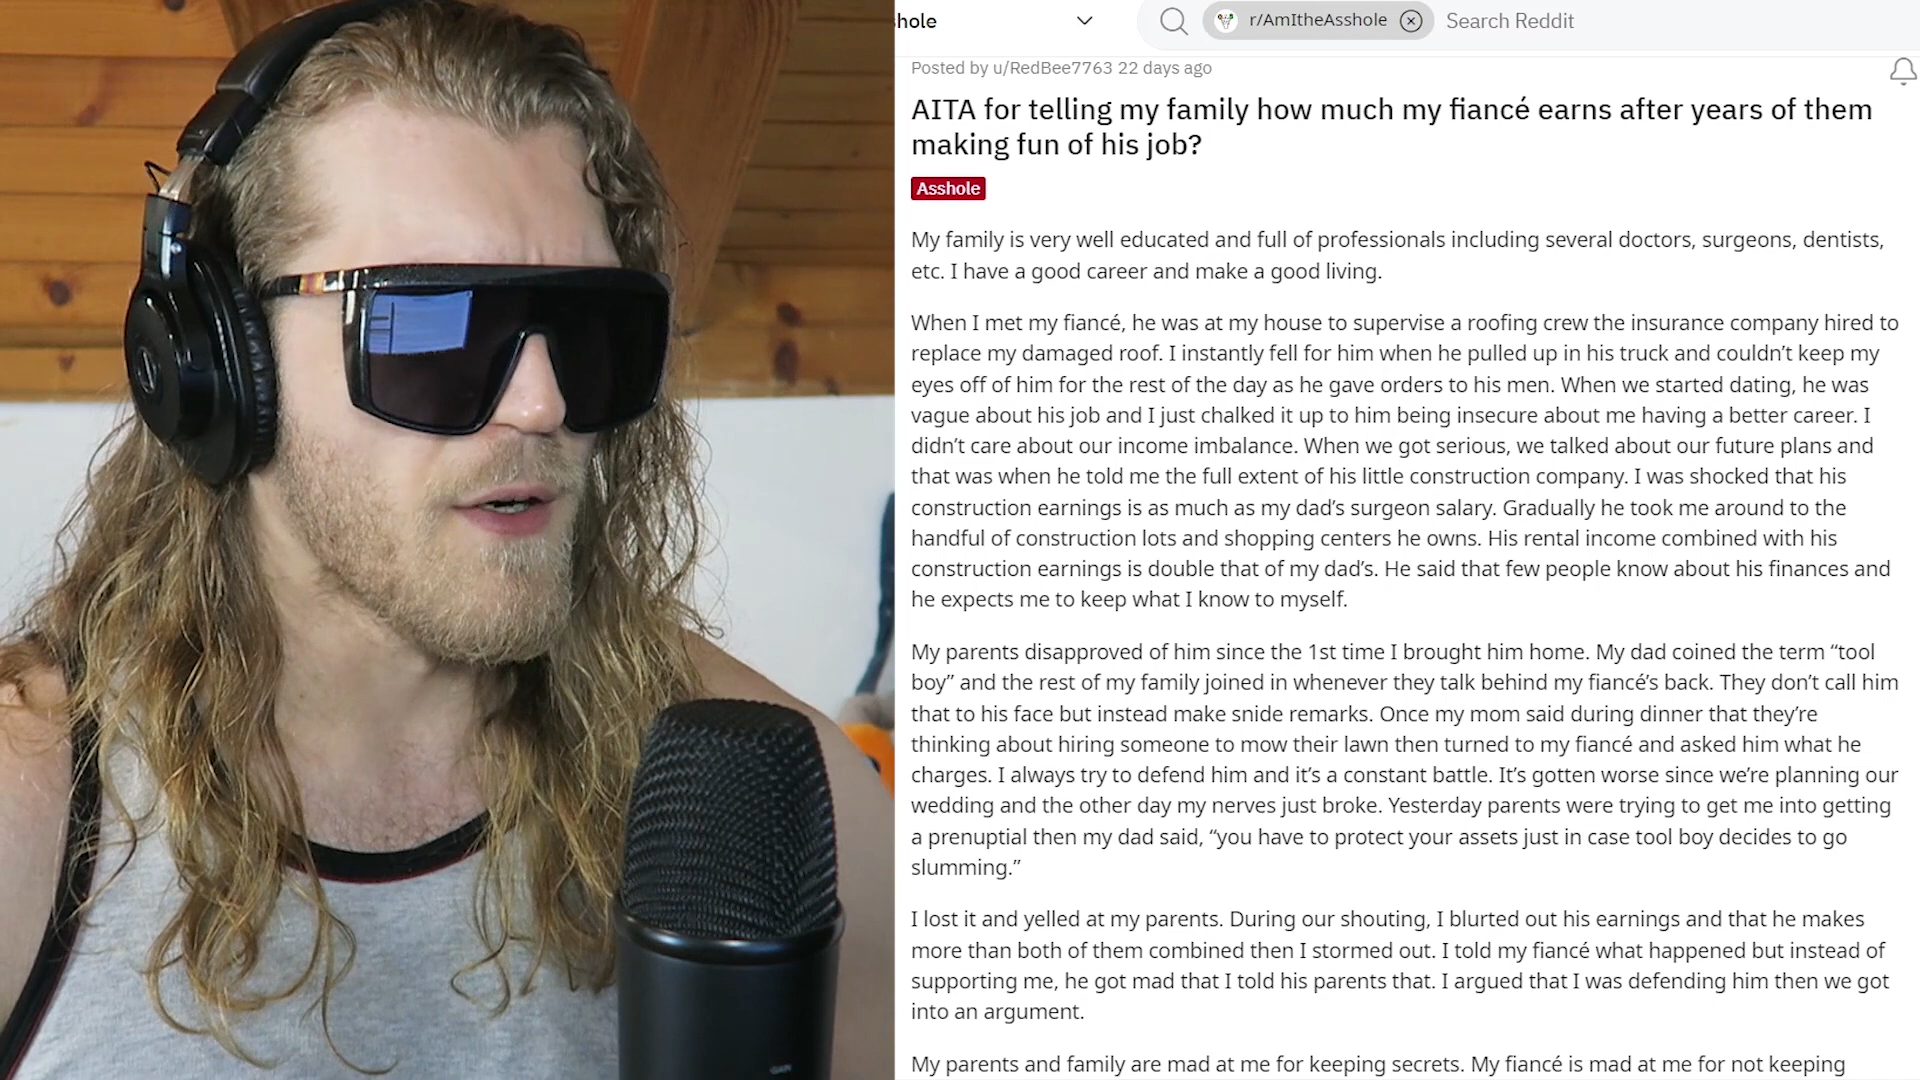 hole
r/AmItheAsshole
Search Reddit
Posted by u/RedBee7763 22 days ago
AITA for telling my family how much my fiancé earns after years of them
making fun of his job?
Asshole
My family is very well educated and full of professionals including several doctors, surgeons, dentists,
etc. I have a good career and make a good living.
When I met my fiancé, he was at my house to supervise a roofing crew the insurance company hired to
replace my damaged roof. I instantly fell for him when he pulled up in his truck and couldn't keep my
eyes off of him for the rest of the day as he gave orders to his men. When we started dating, he was
vague about his job and I just chalked it up to him being insecure about me having a better career. I
didn't care about our income imbalance. When we got serious, we talked about our future plans and
that was when he told me the full extent of his little construction company. I was shocked that his
construction earnings is as much as my dad's surgeon salary. Gradually he took me around to the
handful of construction lots and shopping centers he owns. His rental income combined with his
construction earnings is double that of my dad's. He said that few people know about his finances and
he expects me to keep what I know to myself.
My parents disapproved of him since the 1st time I brought him home. My dad coined the term “tool
boy” and the rest of my family joined in whenever they talk behind my fiancé's back. They don't call him
that to his face but instead make snide remarks. Once my mom said during dinner that they're
thinking about hiring someone to mow their lawn then turned to my fiancé and asked him what he
charges. I always try to defend him and it's a constant battle. It's gotten worse since we're planning our
wedding and the other day my nerves just broke. Yesterday parents were trying to get me into getting
a prenuptial then my dad said, “you have to protect your assets just in case tool boy decides to go
slumming.”
I lost it and yelled at my parents. During our shouting, I blurted out his earnings and that he makes
more than both of them combined then I stormed out. I told my fiancé what happened but instead of
supporting me, he got mad that I told his parents that. I argued that I was defending him then we got
into an argument.
My parents and family are mad at me for keeping secrets. My fiancé is mad at me for not keeping
GAIN